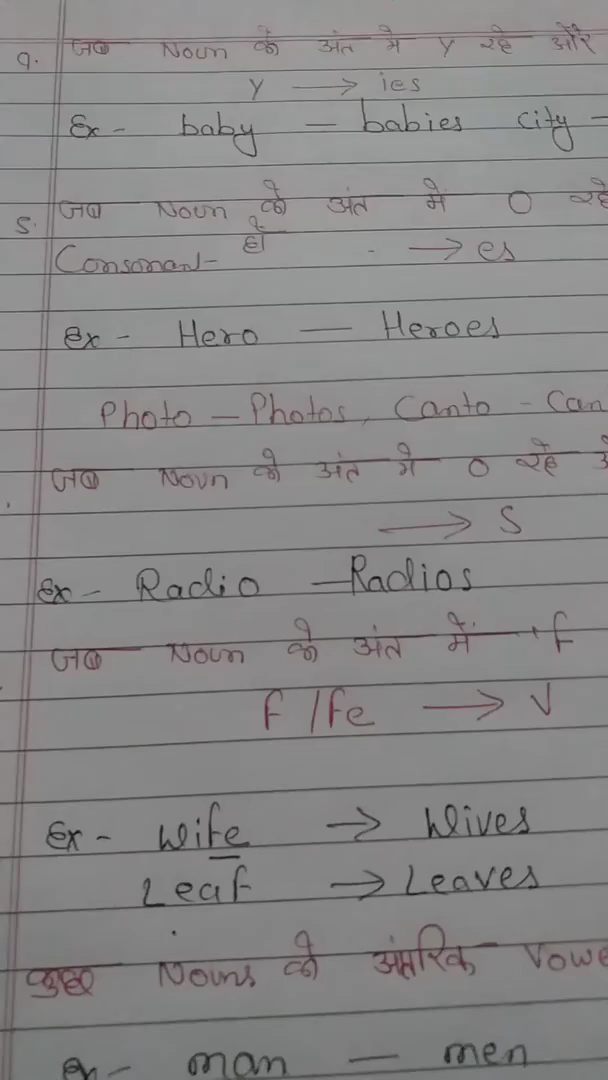 9. जब Noun के अंत मे Y रहे और
Y → ies
Ex - baby - babies city -
5. जब Noun के अंत में O रहे
Consonant हो → es
ex - Hero — Heroes
Photo - Photos, Canto - Can
जब Noun के अंत मे O रहे
→ S
ex - Radio - Radios
जब Noun के अंत में f
F / Fe → V
ex - Wife → Wives
Leaf → Leaves
कुछ Nouns के आंतरिक Vowe
ex - man — men